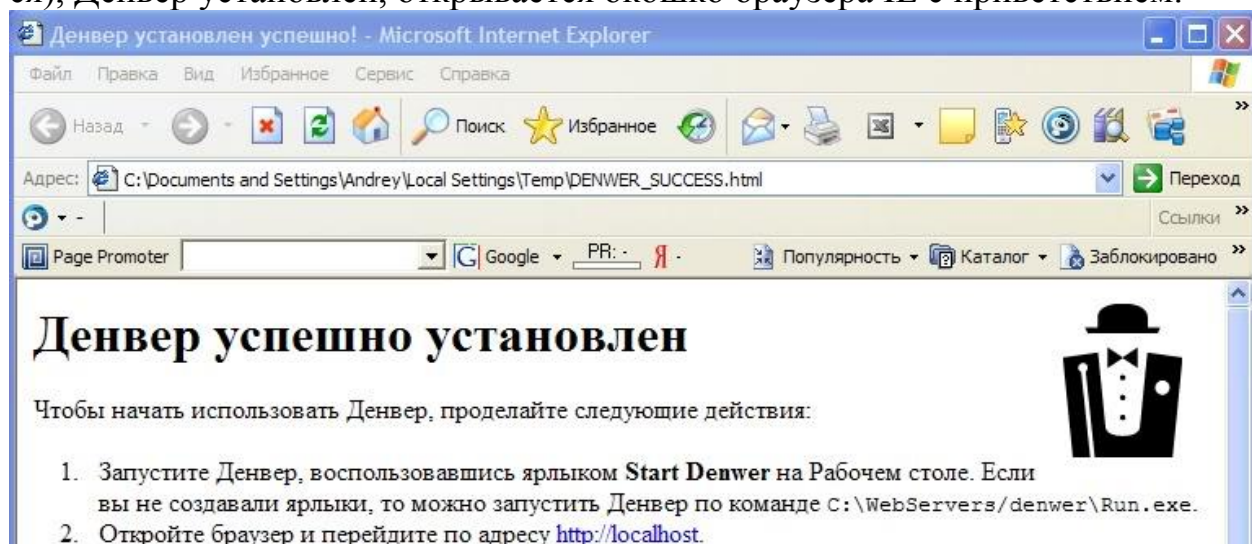 Денвер установлен, открывается окошко браузера IE с приветствием.
Денвер установлен успешно! - Microsoft Internet Explorer
Файл Правка Вид Избранное Сервис Справка
Назад Поиск Избранное
Адрес: C:\Documents and Settings\Andrey\Local Settings\Temp\DENWER_SUCCESS.html Переход
Ссылки
Page Promoter Google PR: - Я - Популярность Каталог Заблокировано
Денвер успешно установлен
Чтобы начать использовать Денвер, проделайте следующие действия:
1. Запустите Денвер, воспользовавшись ярлыком Start Denwer на Рабочем столе. Если
вы не создавали ярлыки, то можно запустить Денвер по команде C:\WebServers/denwer\Run.exe.
2. Откройте браузер и перейдите по адресу http://localhost.